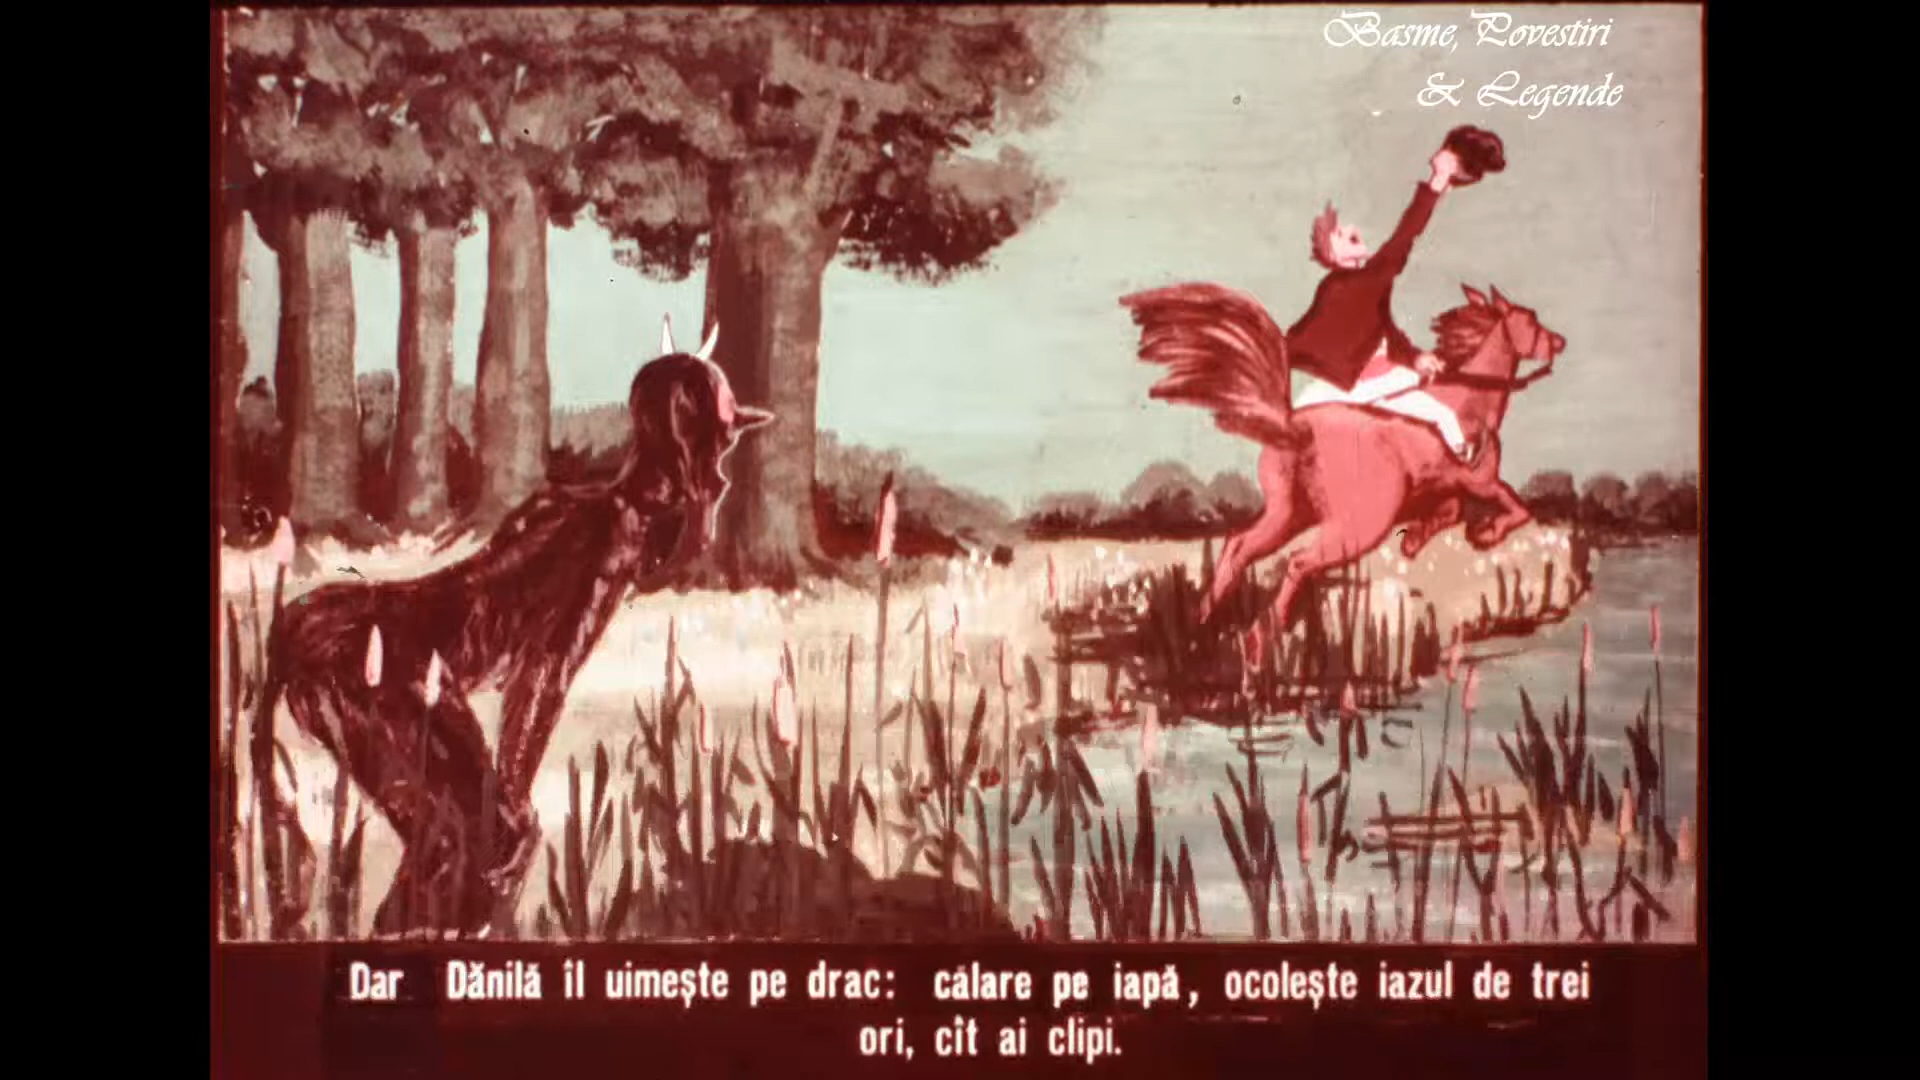 Basme, Povestiri
& Legende
Dar Dănilă îl uimește pe drac: călare pe iapă, ocolește iazul de trei
ori, cît ai clipi.